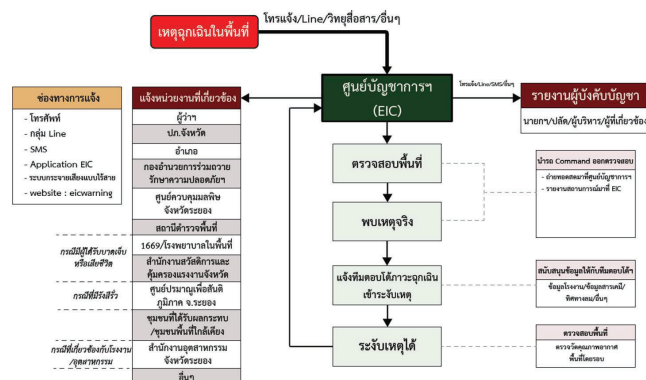 เหตุฉุกเฉินในพื้นที่
โทรแจ้ง/Line/วิทยุสื่อสาร/อื่นๆ
ช่องทางการแจ้ง
- โทรศัพท์
- กลุ่ม Line
- SMS
- Application EIC
- ระบบกระจายเสียงแบบไร้สาย
- website : eicwarning
แจ้งหน่วยงานที่เกี่ยวข้อง
ผู้ว่าฯ
ปภ.จังหวัด
อำเภอ
กองอำนวยการร่วมถวาย
รักษาความปลอดภัยฯ
ศูนย์ควบคุมมลพิษ
จังหวัดระยอง
สถานีตำรวจพื้นที่
กรณีมีผู้ได้รับบาดเจ็บ
หรือเสียชีวิต
1669/โรงพยาบาลในพื้นที่
สำนักงานสวัสดิการและ
คุ้มครองแรงงานจังหวัด
กรณีที่มีรังสีรั่ว
ศูนย์ปรมาณูเพื่อสันติ
ภูมิภาค จ.ระยอง
ชุมชนที่ได้รับผลกระทบ
/ชุมชนพื้นที่ใกล้เคียง
กรณีที่เกี่ยวข้องกับโรงงาน
/อุตสาหกรรม
สำนักงานอุตสาหกรรม
จังหวัดระยอง
อื่นๆ
ศูนย์บัญชาการฯ
(EIC)
โทรแจ้ง/Line/SMS/อื่นๆ
รายงานผู้บังคับบัญชา
นายกฯ/ปลัด/ผู้บริหาร/ผู้ที่เกี่ยวข้อง
ตรวจสอบพื้นที่
พบเหตุจริง
แจ้งทีมตอบโต้ภาวะฉุกเฉิน
เข้าระงับเหตุ
ระงับเหตุได้
นำรถ Command ออกตรวจสอบ
- ถ่ายทอดสดมาที่ศูนย์บัญชาการฯ
- รายงานสถานการณ์มาที่ EIC
สนับสนุนข้อมูลให้กับทีมตอบโต้ฯ
ข้อมูลโรงงาน/ข้อมูลสารเคมี/
ทิศทางลม/อื่นๆ
ตรวจสอบพื้นที่
ตรวจวัดคุณภาพอากาศ
พื้นที่โดยรอบ